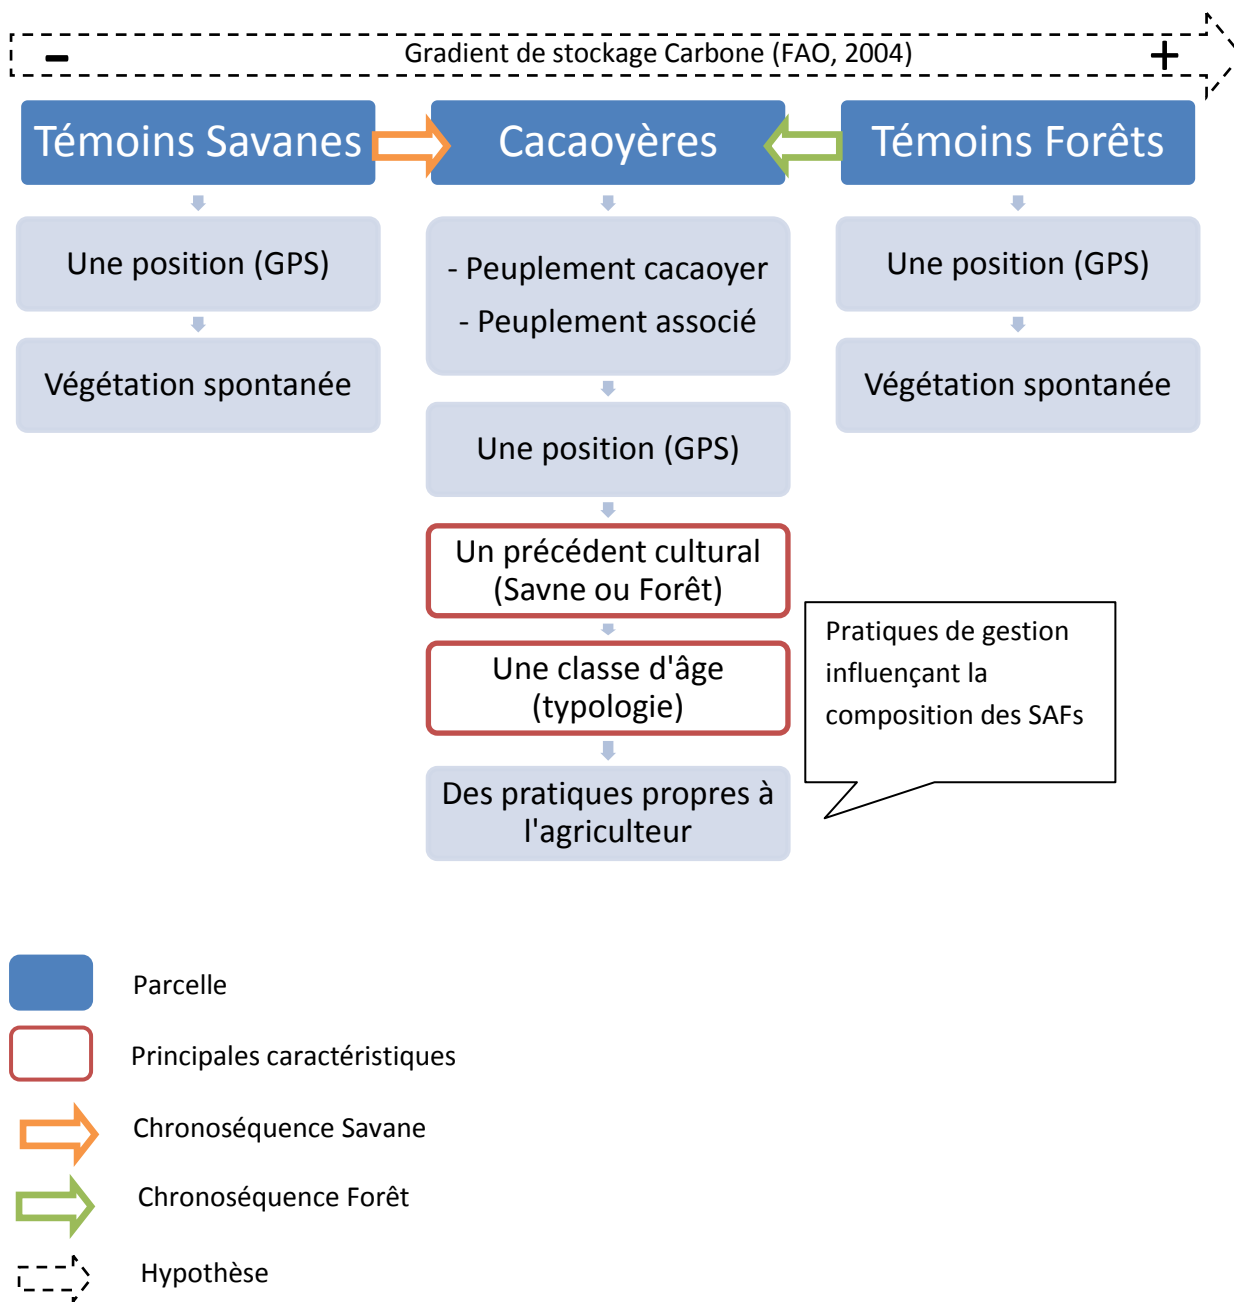 Gradient de stockage Carbone (FAO, 2004)
- +
Témoins Savanes
Cacaoyères
Témoins Forêts
Une position (GPS)
Végétation spontanée
- Peuplement cacaoyer
- Peuplement associé
Une position (GPS)
Un précédent cultural
(Savne ou Forêt)
Une classe d'âge
(typologie)
Des pratiques propres à
l'agriculteur
Une position (GPS)
Végétation spontanée
Pratiques de gestion
influençant la
composition des SAFs
Parcelle
Principales caractéristiques
Chronoséquence Savane
Chronoséquence Forêt
Hypothèse